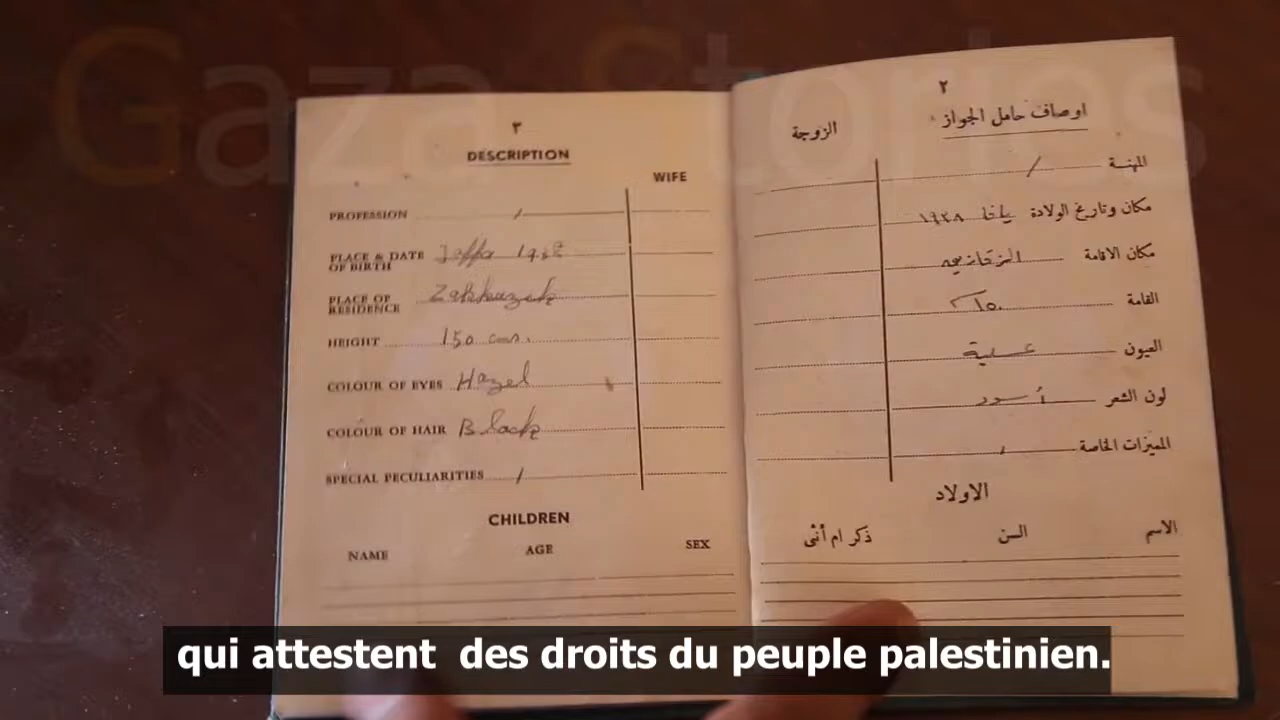 Gaza Stories
٣
DESCRIPTION
WIFE
PROFESSION /
PLACE & DATE OF BIRTH Jaffa
PLACE OF RESIDENCE
HEIGHT 150 cm.
COLOUR OF EYES Hazel
COLOUR OF HAIR Black
SPECIAL PECULIARITIES /
CHILDREN
NAME AGE SEX
٢
اوصاف حامل الجواز
الزوجة
المهنة /
مكان وتاريخ الولادة يافا ١٩٣٨
مكان الاقامة
القامة ١٥٠
العيون عسلية
لون الشعر أسود
المميزات الخاصة /
الاولاد
الاسم السن ذكر ام أنثى
qui attestent des droits du peuple palestinien.